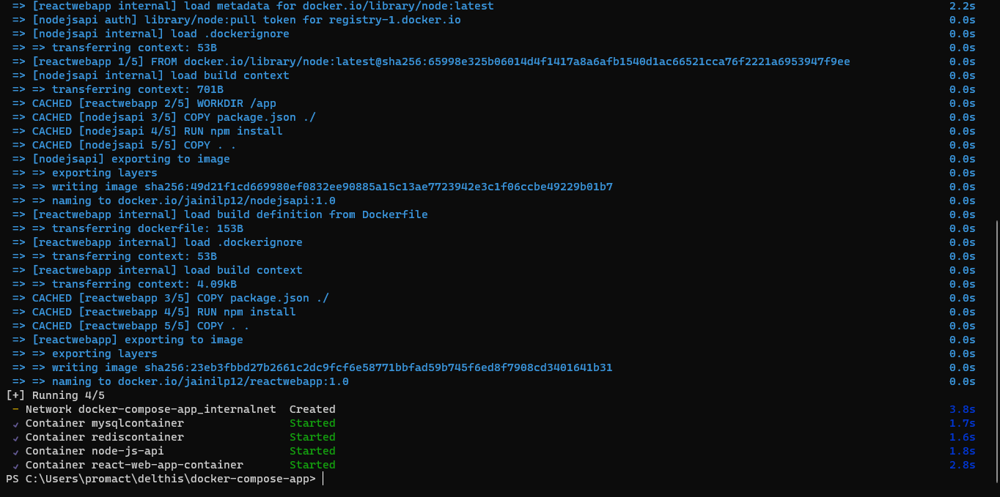 => [reactwebapp internal] load metadata for docker.io/library/node:latest 2.2s
=> [nodejsapi auth] library/node:pull token for registry-1.docker.io 0.0s
=> [nodejsapi internal] load .dockerignore 0.0s
=> => transferring context: 53B 0.0s
=> [reactwebapp 1/5] FROM docker.io/library/node:latest@sha256:65998e325b06014d4f1417a8a6afb1540d1ac66521cca76f2221a6953947f9ee 0.0s
=> [nodejsapi internal] load build context 0.0s
=> => transferring context: 701B 0.0s
=> CACHED [reactwebapp 2/5] WORKDIR /app 0.0s
=> CACHED [nodejsapi 3/5] COPY package.json ./ 0.0s
=> CACHED [nodejsapi 4/5] RUN npm install 0.0s
=> CACHED [nodejsapi 5/5] COPY . . 0.0s
=> [nodejsapi] exporting to image 0.0s
=> => exporting layers 0.0s
=> => writing image sha256:49d21f1cd669980ef0832ee90885a15c13ae7723942e3c1f06ccbe49229b01b7 0.0s
=> => naming to docker.io/jainilp12/nodejsapi:1.0 0.0s
=> [reactwebapp internal] load build definition from Dockerfile 0.0s
=> => transferring dockerfile: 153B 0.0s
=> [reactwebapp internal] load .dockerignore 0.0s
=> => transferring context: 53B 0.0s
=> [reactwebapp internal] load build context 0.0s
=> => transferring context: 4.09kB 0.0s
=> CACHED [reactwebapp 3/5] COPY package.json ./ 0.0s
=> CACHED [reactwebapp 4/5] RUN npm install 0.0s
=> CACHED [reactwebapp 5/5] COPY . . 0.0s
=> [reactwebapp] exporting to image 0.0s
=> => exporting layers 0.0s
=> => writing image sha256:23eb3fbbd27b2661c2dc9fcf6e58771bbfad59b745f6ed8f7908cd3401641b31 0.0s
=> => naming to docker.io/jainilp12/reactwebapp:1.0 0.0s
[+] Running 4/5
- Network docker-compose-app_internalnet Created 3.8s
✓ Container mysqlcontainer Started 1.7s
✓ Container rediscontainer Started 1.6s
✓ Container node-js-api Started 1.8s
✓ Container react-web-app-container Started 2.8s
PS C:\Users\promact\delthis\docker-compose-app>